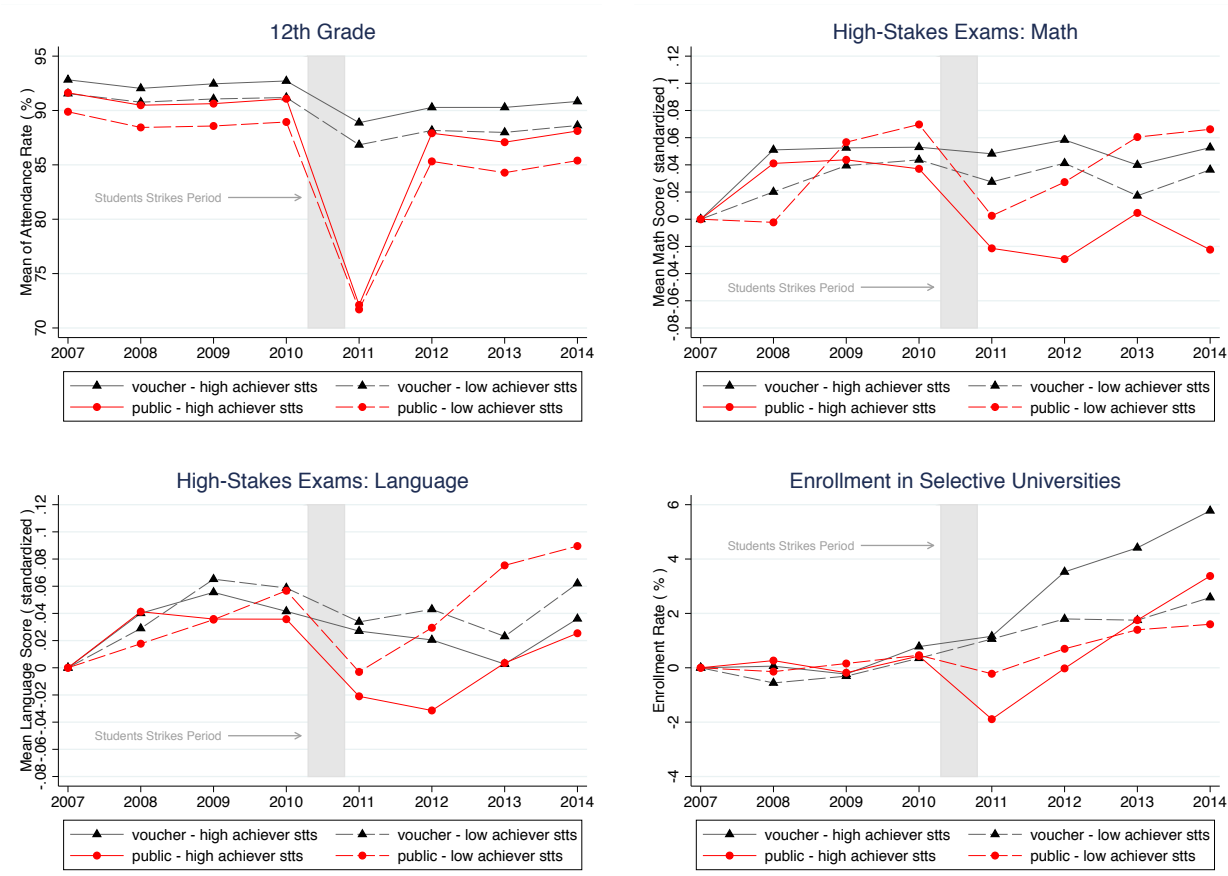 12th Grade
Mean of Attendance Rate ( % )
95
90
85
80
75
70
Students Strikes Period
2007 2008 2009 2010 2011 2012 2013 2014
voucher - high achiever stts voucher - low achiever stts
public - high achiever stts public - low achiever stts
High-Stakes Exams: Math
Mean Math Score ( standardized )
.12
.1
.08
.06
.04
.02
0
-.02
-.04
-.06
-.08
Students Strikes Period
2007 2008 2009 2010 2011 2012 2013 2014
voucher - high achiever stts voucher - low achiever stts
public - high achiever stts public - low achiever stts
High-Stakes Exams: Language
Mean Language Score ( standardized )
.12
.1
.08
.06
.04
.02
0
-.02
-.04
-.06
-.08
Students Strikes Period
2007 2008 2009 2010 2011 2012 2013 2014
voucher - high achiever stts voucher - low achiever stts
public - high achiever stts public - low achiever stts
Enrollment in Selective Universities
Enrollment Rate ( % )
6
4
2
0
-2
-4
Students Strikes Period
2007 2008 2009 2010 2011 2012 2013 2014
voucher - high achiever stts voucher - low achiever stts
public - high achiever stts public - low achiever stts